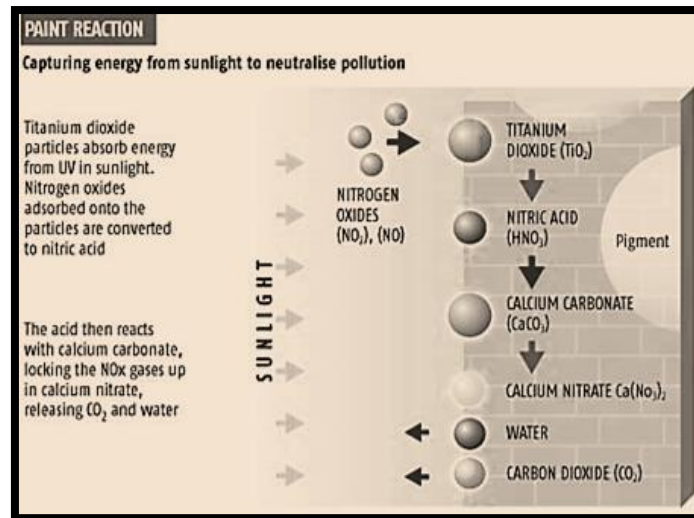 PAINT REACTION
Capturing energy from sunlight to neutralise pollution
Titanium dioxide
particles absorb energy
from UV in sunlight.
Nitrogen oxides
adsorbed onto the
particles are converted
to nitric acid
The acid then reacts
with calcium carbonate,
locking the NOx gases up
in calcium nitrate,
releasing CO₂ and water
SUNLIGHT
NITROGEN
OXIDES
(NO₂), (NO)
TITANIUM
DIOXIDE (TiO₂)
NITRIC ACID
(HNO₃)
Pigment
CALCIUM CARBONATE
(CaCO₃)
CALCIUM NITRATE Ca(No₃)₂
WATER
CARBON DIOXIDE (CO₂)